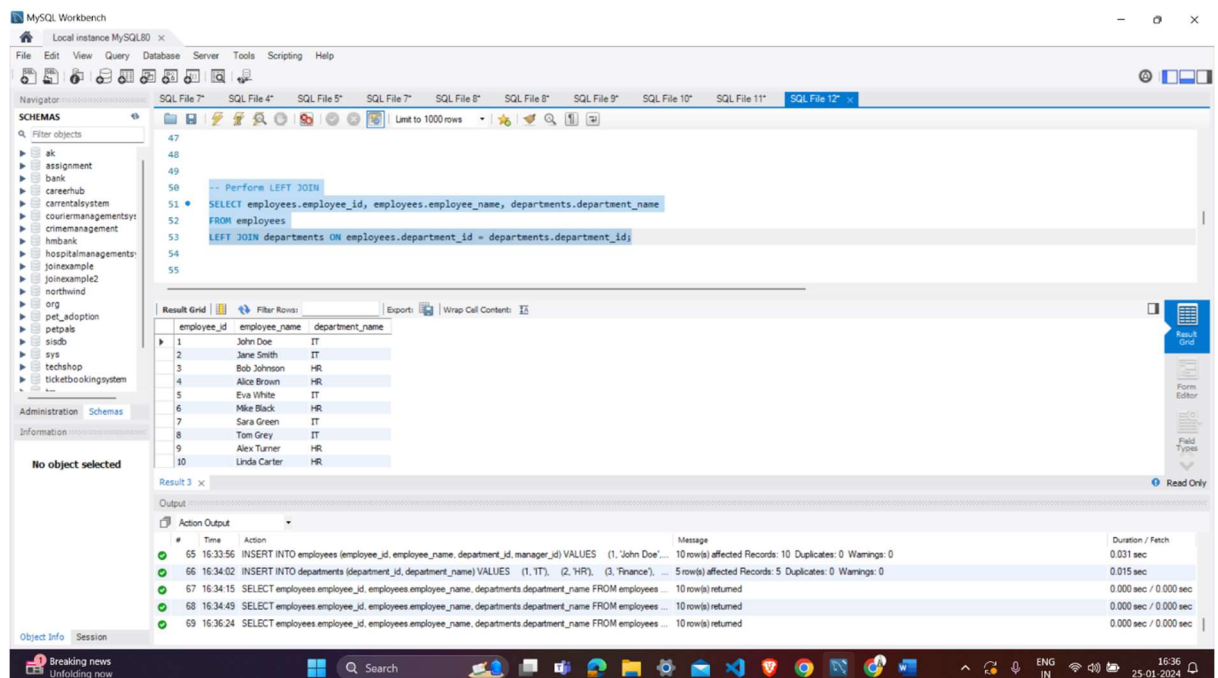 MySQL Workbench
Local instance MySQL80
File Edit View Query Database Server Tools Scripting Help
Navigator
SCHEMAS
Filter objects
ak
assignment
bank
careerhub
carrentalsystem
couriermanagementsys
crimemanagement
hmbank
hospitalmanagements
joinexample
joinexample2
northwind
org
pet_adoption
petpals
sisdb
sys
techshop
ticketbookingsystem
Administration Schemas
Information
No object selected
Object Info Session
SQL File 7* SQL File 4* SQL File 5* SQL File 7* SQL File 8* SQL File 8* SQL File 9* SQL File 10* SQL File 11* SQL File 12*
Limit to 1000 rows
47
48
49
50 -- Perform LEFT JOIN
51 SELECT employees.employee_id, employees.employee_name, departments.department_name
52 FROM employees
53 LEFT JOIN departments ON employees.department_id = departments.department_id;
54
55
Result Grid Filter Rows: Export: Wrap Cell Content:
employee_id employee_name department_name
1 John Doe IT
2 Jane Smith IT
3 Bob Johnson HR
4 Alice Brown HR
5 Eva White IT
6 Mike Black HR
7 Sara Green IT
8 Tom Grey IT
9 Alex Turner HR
10 Linda Carter HR
Result
Grid
Form
Editor
Field
Types
Result 3
Read Only
Output
Action Output
# Time Action Message Duration / Fetch
65 16:33:56 INSERT INTO employees (employee_id, employee_name, department_id, manager_id) VALUES (1, 'John Doe',... 10 row(s) affected Records: 10 Duplicates: 0 Warnings: 0 0.031 sec
66 16:34:02 INSERT INTO departments (department_id, department_name) VALUES (1, 'IT'), (2, 'HR'), (3, 'Finance'), ... 5 row(s) affected Records: 5 Duplicates: 0 Warnings: 0 0.015 sec
67 16:34:15 SELECT employees.employee_id, employees.employee_name, departments.department_name FROM employees ... 10 row(s) returned 0.000 sec / 0.000 sec
68 16:34:49 SELECT employees.employee_id, employees.employee_name, departments.department_name FROM employees ... 10 row(s) returned 0.000 sec / 0.000 sec
69 16:36:24 SELECT employees.employee_id, employees.employee_name, departments.department_name FROM employees ... 10 row(s) returned 0.000 sec / 0.000 sec
1
Breaking news
Unfolding now
Search
ENG
IN
16:36
25-01-2024